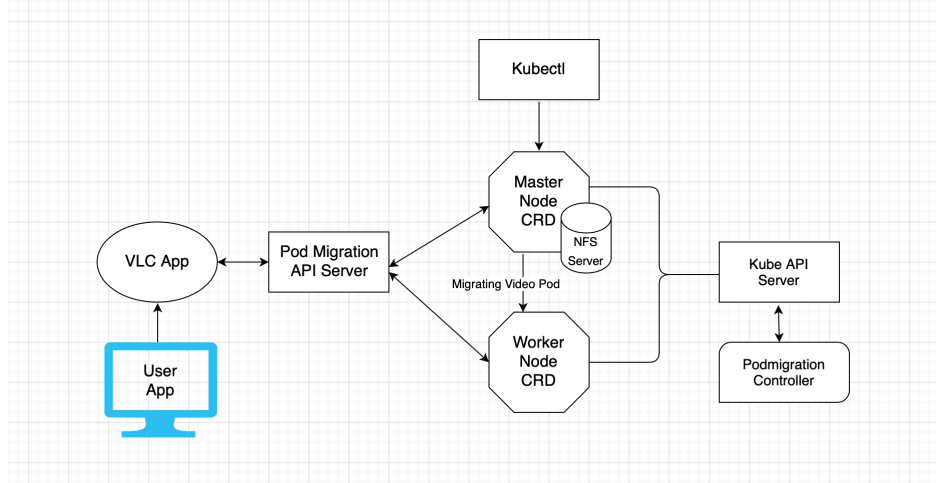 Kubectl
Master
Node
CRD
NFS
Server
VLC App
Pod Migration
API Server
Kube API
Server
Migrating Video Pod
Worker
Node
CRD
User
App
Podmigration
Controller